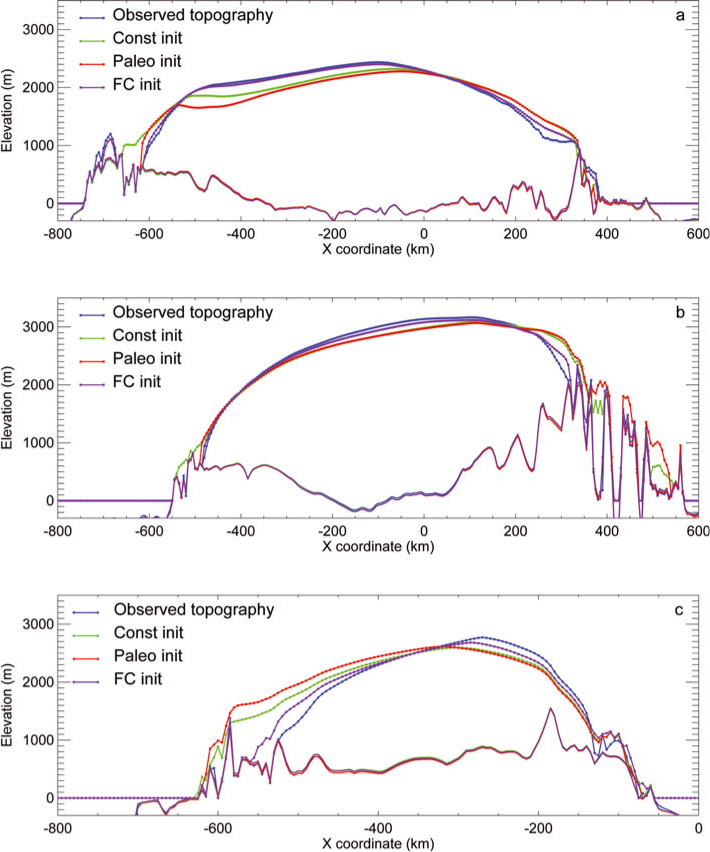 a
Observed topography
Const init
Paleo init
FC init
Elevation (m)
3000
2000
1000
0
-800 -600 -400 -200 0 200 400 600
X coordinate (km)
b
Observed topography
Const init
Paleo init
FC init
Elevation (m)
3000
2000
1000
0
-800 -600 -400 -200 0 200 400 600
X coordinate (km)
c
Observed topography
Const init
Paleo init
FC init
Elevation (m)
3000
2000
1000
0
-800 -600 -400 -200 0
X coordinate (km)